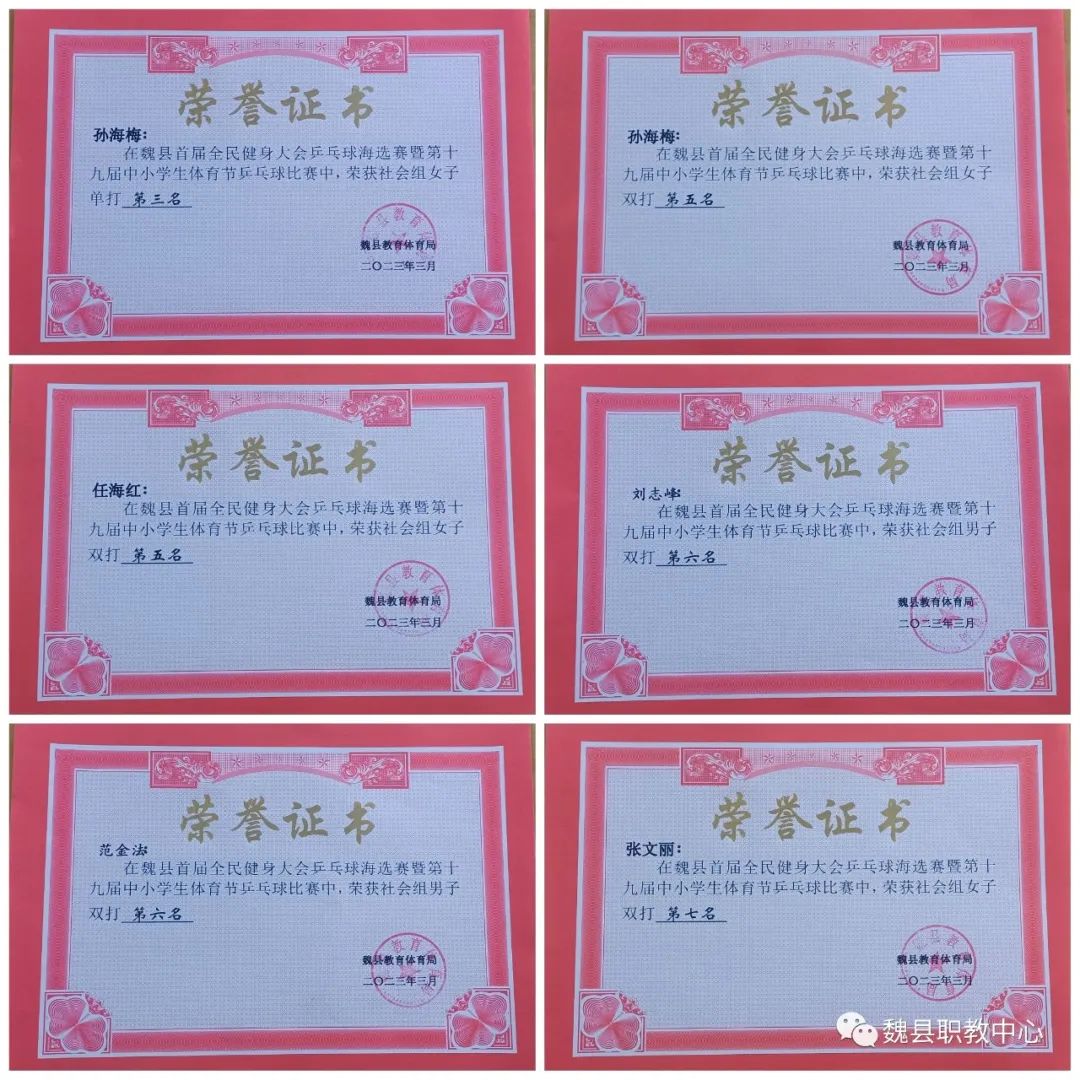 荣誉证书
孙海梅:
在魏县首届全民健身大会乒乓球海选赛暨第十
九届中小学生体育节乒乓球比赛中,荣获社会组女子
单打 第三名
魏县教育体育局
二〇二三年三月
荣誉证书
孙海梅:
在魏县首届全民健身大会乒乓球海选赛暨第十
九届中小学生体育节乒乓球比赛中,荣获社会组女子
双打 第五名
魏县教育体育局
二〇二三年三月
荣誉证书
任海红:
在魏县首届全民健身大会乒乓球海选赛暨第十
九届中小学生体育节乒乓球比赛中,荣获社会组女子
双打 第五名
魏县教育体育局
二〇二三年三月
荣誉证书
刘志峰:
在魏县首届全民健身大会乒乓球海选赛暨第十
九届中小学生体育节乒乓球比赛中,荣获社会组男子
双打 第六名
魏县教育体育局
二〇二三年三月
荣誉证书
范金法:
在魏县首届全民健身大会乒乓球海选赛暨第十
九届中小学生体育节乒乓球比赛中,荣获社会组男子
双打 第六名
魏县教育体育局
二〇二三年三月
荣誉证书
张文丽:
在魏县首届全民健身大会乒乓球海选赛暨第十
九届中小学生体育节乒乓球比赛中,荣获社会组女子
双打 第七名
魏县教育体育局
二〇二三年三月
魏县职教中心